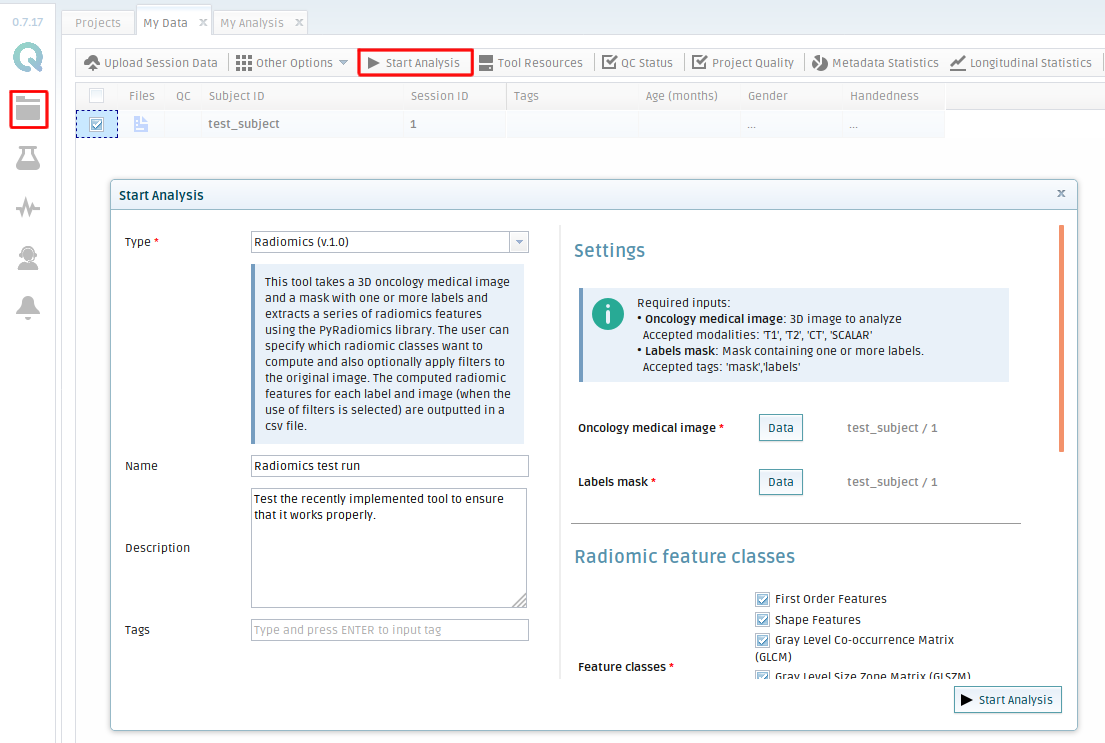 0.7.17
Projects
My Data x
My Analysis x
Upload Session Data
Other Options
Start Analysis
Tool Resources
QC Status
Project Quality
Metadata Statistics
Longitudinal Statistics
Files QC Subject ID Session ID Tags Age (months) Gender Handedness
test_subject 1 ... ...
Start Analysis x
Type *
Radiomics (v.1.0)
This tool takes a 3D oncology medical image
and a mask with one or more labels and
extracts a series of radiomics features
using the PyRadiomics library. The user can
specify which radiomic classes want to
compute and also optionally apply filters to
the original image. The computed radiomic
features for each label and image (when the
use of filters is selected) are outputted in a
csv file.
Name
Radiomics test run
Description
Test the recently implemented tool to ensure
that it works properly.
Tags
Type and press ENTER to input tag
Settings
i
Required inputs:
• Oncology medical image: 3D image to analyze
Accepted modalities: 'T1', 'T2', 'CT', 'SCALAR'
• Labels mask: Mask containing one or more labels.
Accepted tags: 'mask','labels'
Oncology medical image * Data test_subject / 1
Labels mask * Data test_subject / 1
Radiomic feature classes
Feature classes *
First Order Features
Shape Features
Gray Level Co-occurrence Matrix
(GLCM)
Gray Level Size Zone Matrix (GLSZM)
Start Analysis